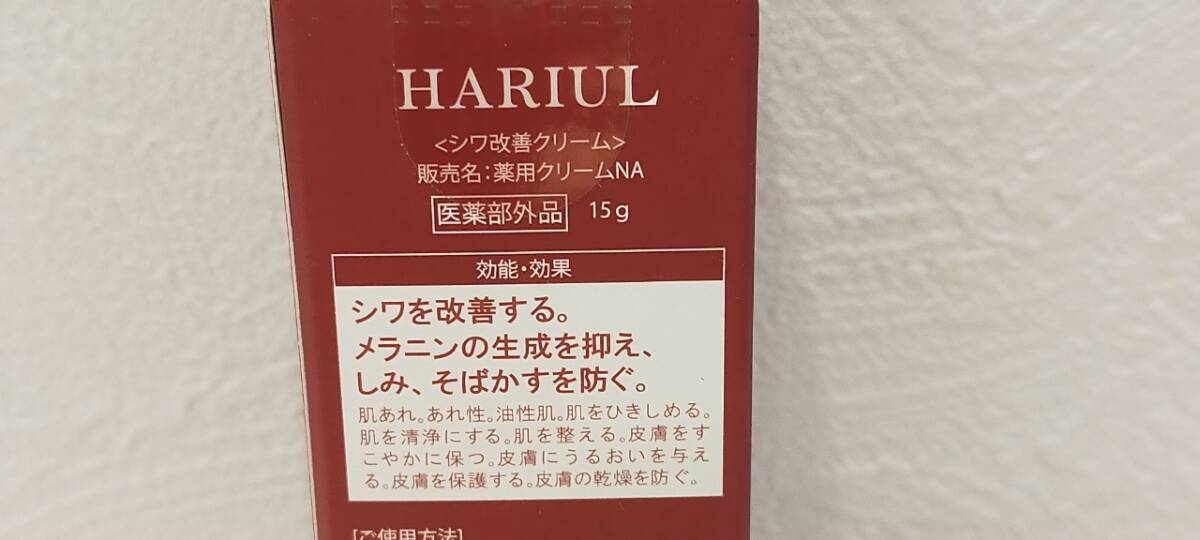 HARIUL
<シワ改善クリーム>
販売名:薬用クリームNA
医薬部外品 15g
効能・効果
シワを改善する。
メラニンの生成を抑え、
しみ、そばかすを防ぐ。
肌あれ。あれ性。油性肌。肌をひきしめる。
肌を清浄にする。肌を整える。皮膚をす
こやかに保つ。皮膚にうるおいを与え
る。皮膚を保護する。皮膚の乾燥を防ぐ。
[ご使用方法]